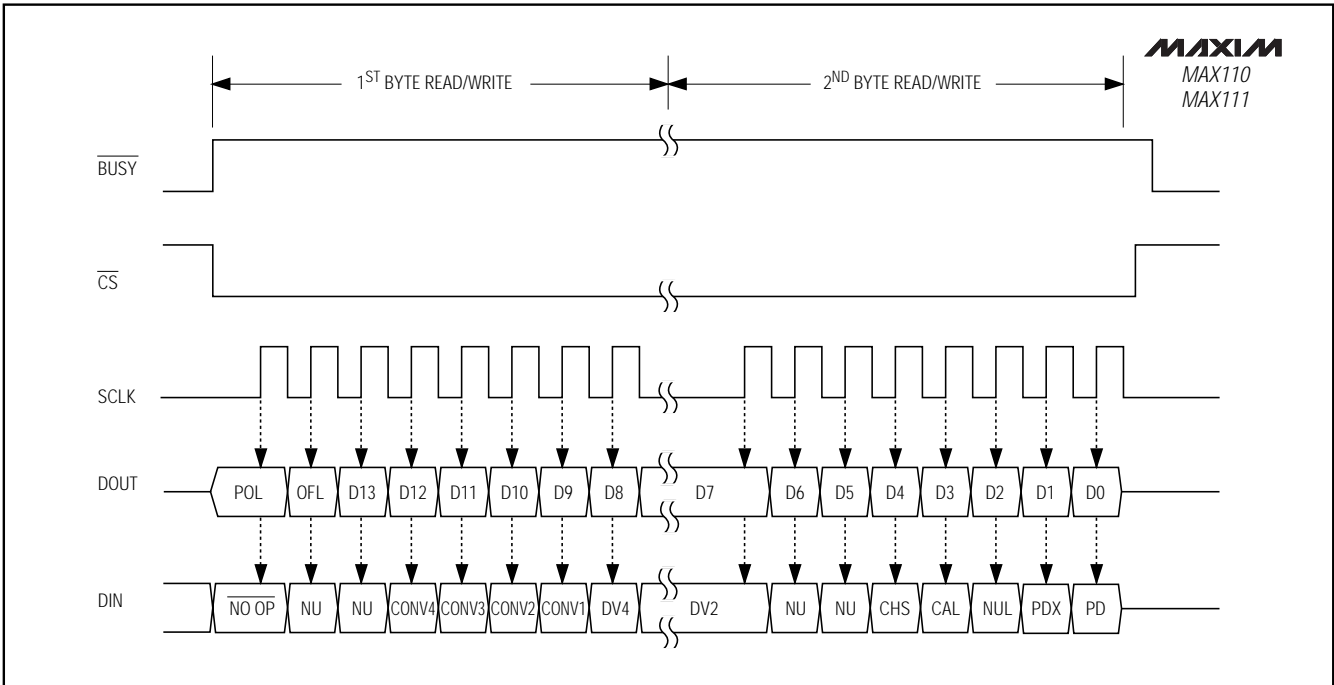 MAXIM
MAX110
MAX111
1ST BYTE READ/WRITE
2ND BYTE READ/WRITE
BUSY
CS
SCLK
DOUT
POL OFL D13 D12 D11 D10 D9 D8 D7 D6 D5 D4 D3 D2 D1 D0
DIN
NO OP NU NU CONV4 CONV3 CONV2 CONV1 DV4 DV2 NU NU CHS CAL NUL PDX PD